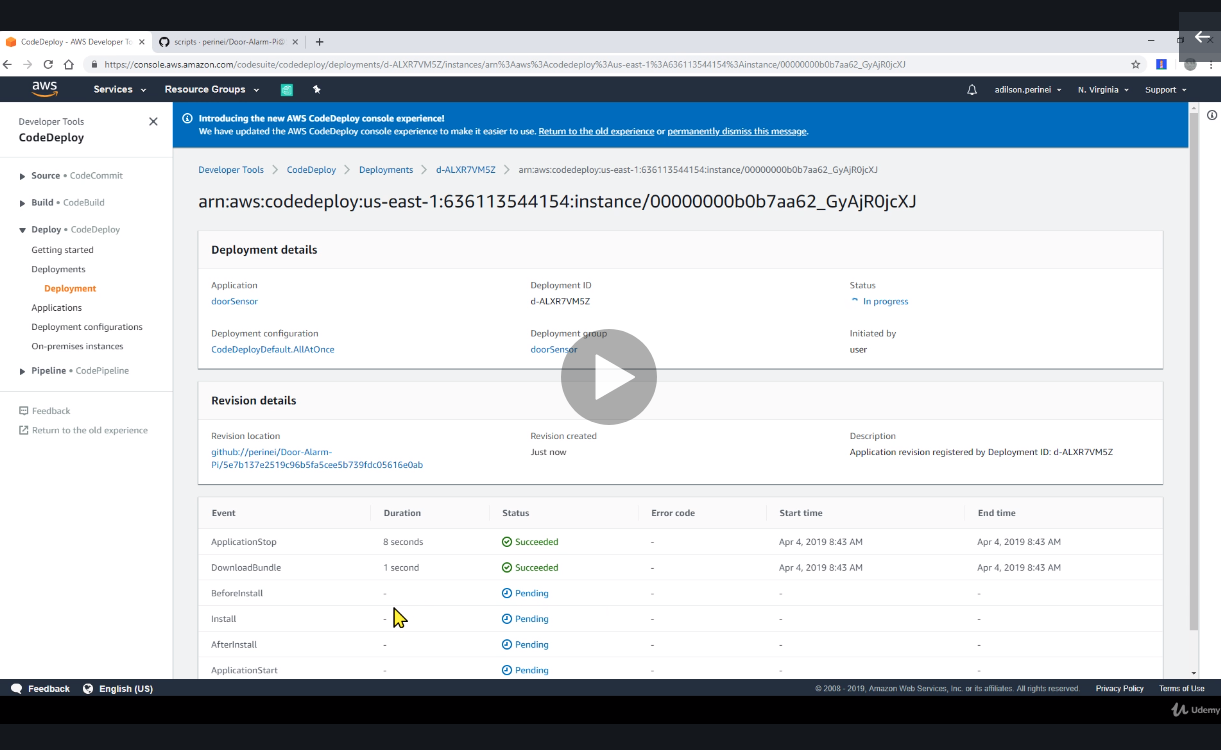 CodeDeploy - AWS Developer To
scripts · perinei/Door-Alarm-Pi@
https://console.aws.amazon.com/codesuite/codedeploy/deployments/d-ALXR7VM5Z/instances/arn%3Aaws%3Acodedeploy%3Aus-east-1%3A636113544154%3Ainstance/00000000b0b7aa62_GyAjR0jcXJ
aws Services Resource Groups adilson.perinei N. Virginia Support
Developer Tools
CodeDeploy
Source • CodeCommit
Build • CodeBuild
Deploy • CodeDeploy
Getting started
Deployments
Deployment
Applications
Deployment configurations
On-premises instances
Pipeline • CodePipeline
Feedback
Return to the old experience
Introducing the new AWS CodeDeploy console experience!
We have updated the AWS CodeDeploy console experience to make it easier to use. Return to the old experience or permanently dismiss this message.
Developer Tools CodeDeploy Deployments d-ALXR7VM5Z arn:aws:codedeploy:us-east-1:636113544154:instance/00000000b0b7aa62_GyAjR0jcXJ
arn:aws:codedeploy:us-east-1:636113544154:instance/00000000b0b7aa62_GyAjR0jcXJ
Deployment details
Application Deployment ID Status
doorSensor d-ALXR7VM5Z In progress
Deployment configuration Deployment group Initiated by
CodeDeployDefault.AllAtOnce doorSensor user
Revision details
Revision location Revision created Description
github://perinei/Door-Alarm- Just now Application revision registered by Deployment ID: d-ALXR7VM5Z
Pi/5e7b137e2519c96b5fa5cee5b739fdc05616e0ab
Event Duration Status Error code Start time End time
ApplicationStop 8 seconds Succeeded - Apr 4, 2019 8:43 AM Apr 4, 2019 8:43 AM
DownloadBundle 1 second Succeeded - Apr 4, 2019 8:43 AM Apr 4, 2019 8:43 AM
BeforeInstall - Pending - - -
Install - Pending - - -
AfterInstall - Pending - - -
ApplicationStart - Pending - - -
Feedback English (US) © 2008 - 2019, Amazon Web Services, Inc. or its affiliates. All rights reserved. Privacy Policy Terms of Use
Udemy